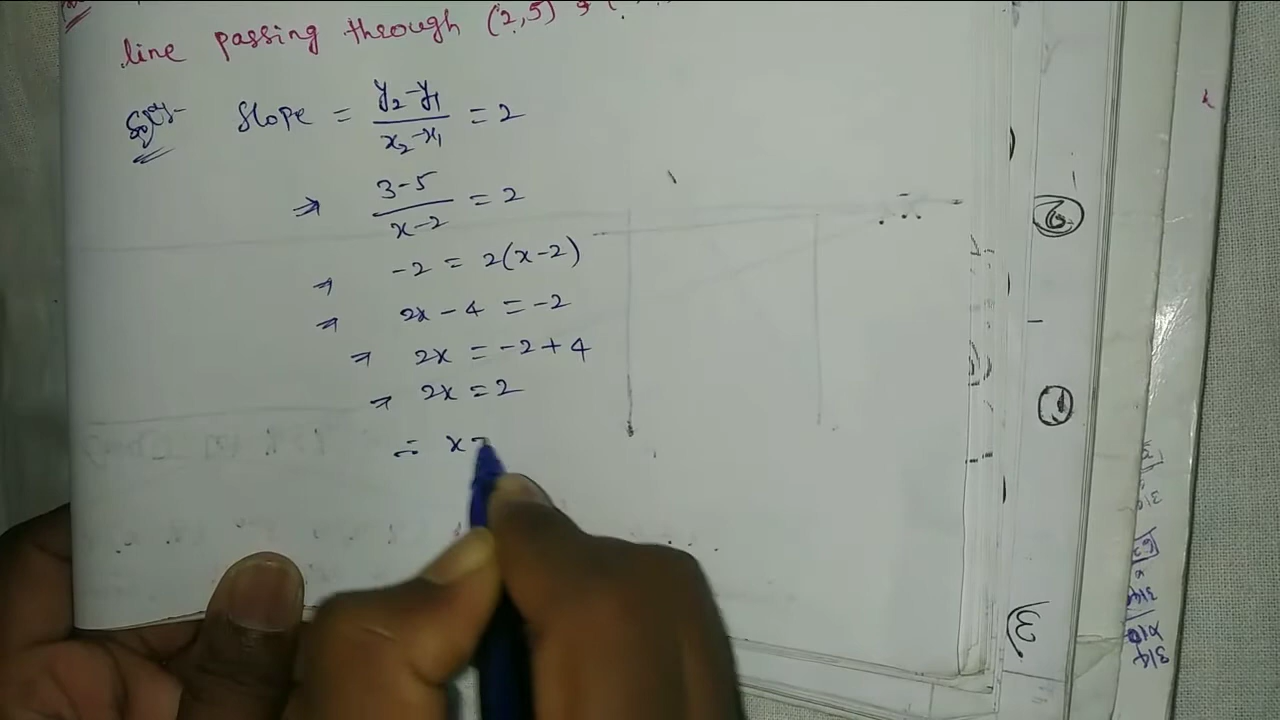 line passing through (2,5) & (
Sol:- Slope = y₂-y₁/x₂-x₁ = 2
⇒ 3-5/x-2 = 2
⇒ -2 = 2(x-2)
⇒ 2x - 4 = -2
⇒ 2x = -2 + 4
⇒ 2x = 2
= x =